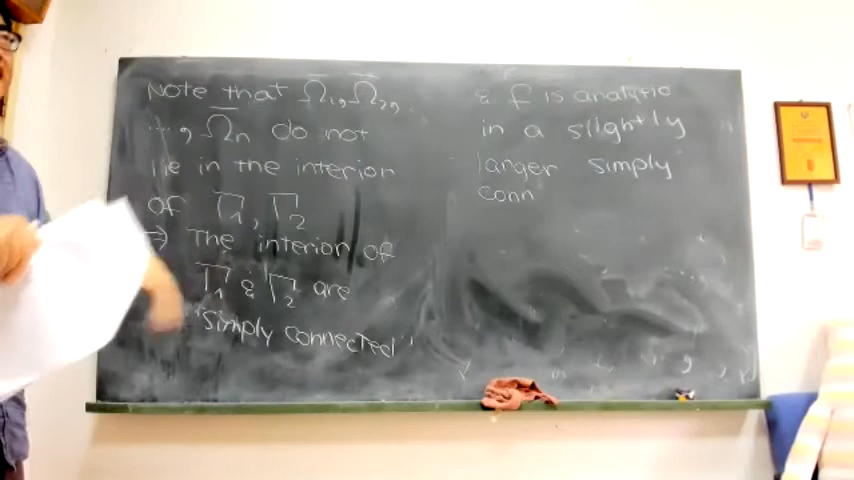 Note that Ω̅₁, Ω̅₂,
..., Ω̅n do not
lie in the interior
of Γ₁, Γ₂
⇒ The interior of
Γ₁ & Γ₂ are
"simply connected"
& f is analytic
in a slightly
larger simply
conn